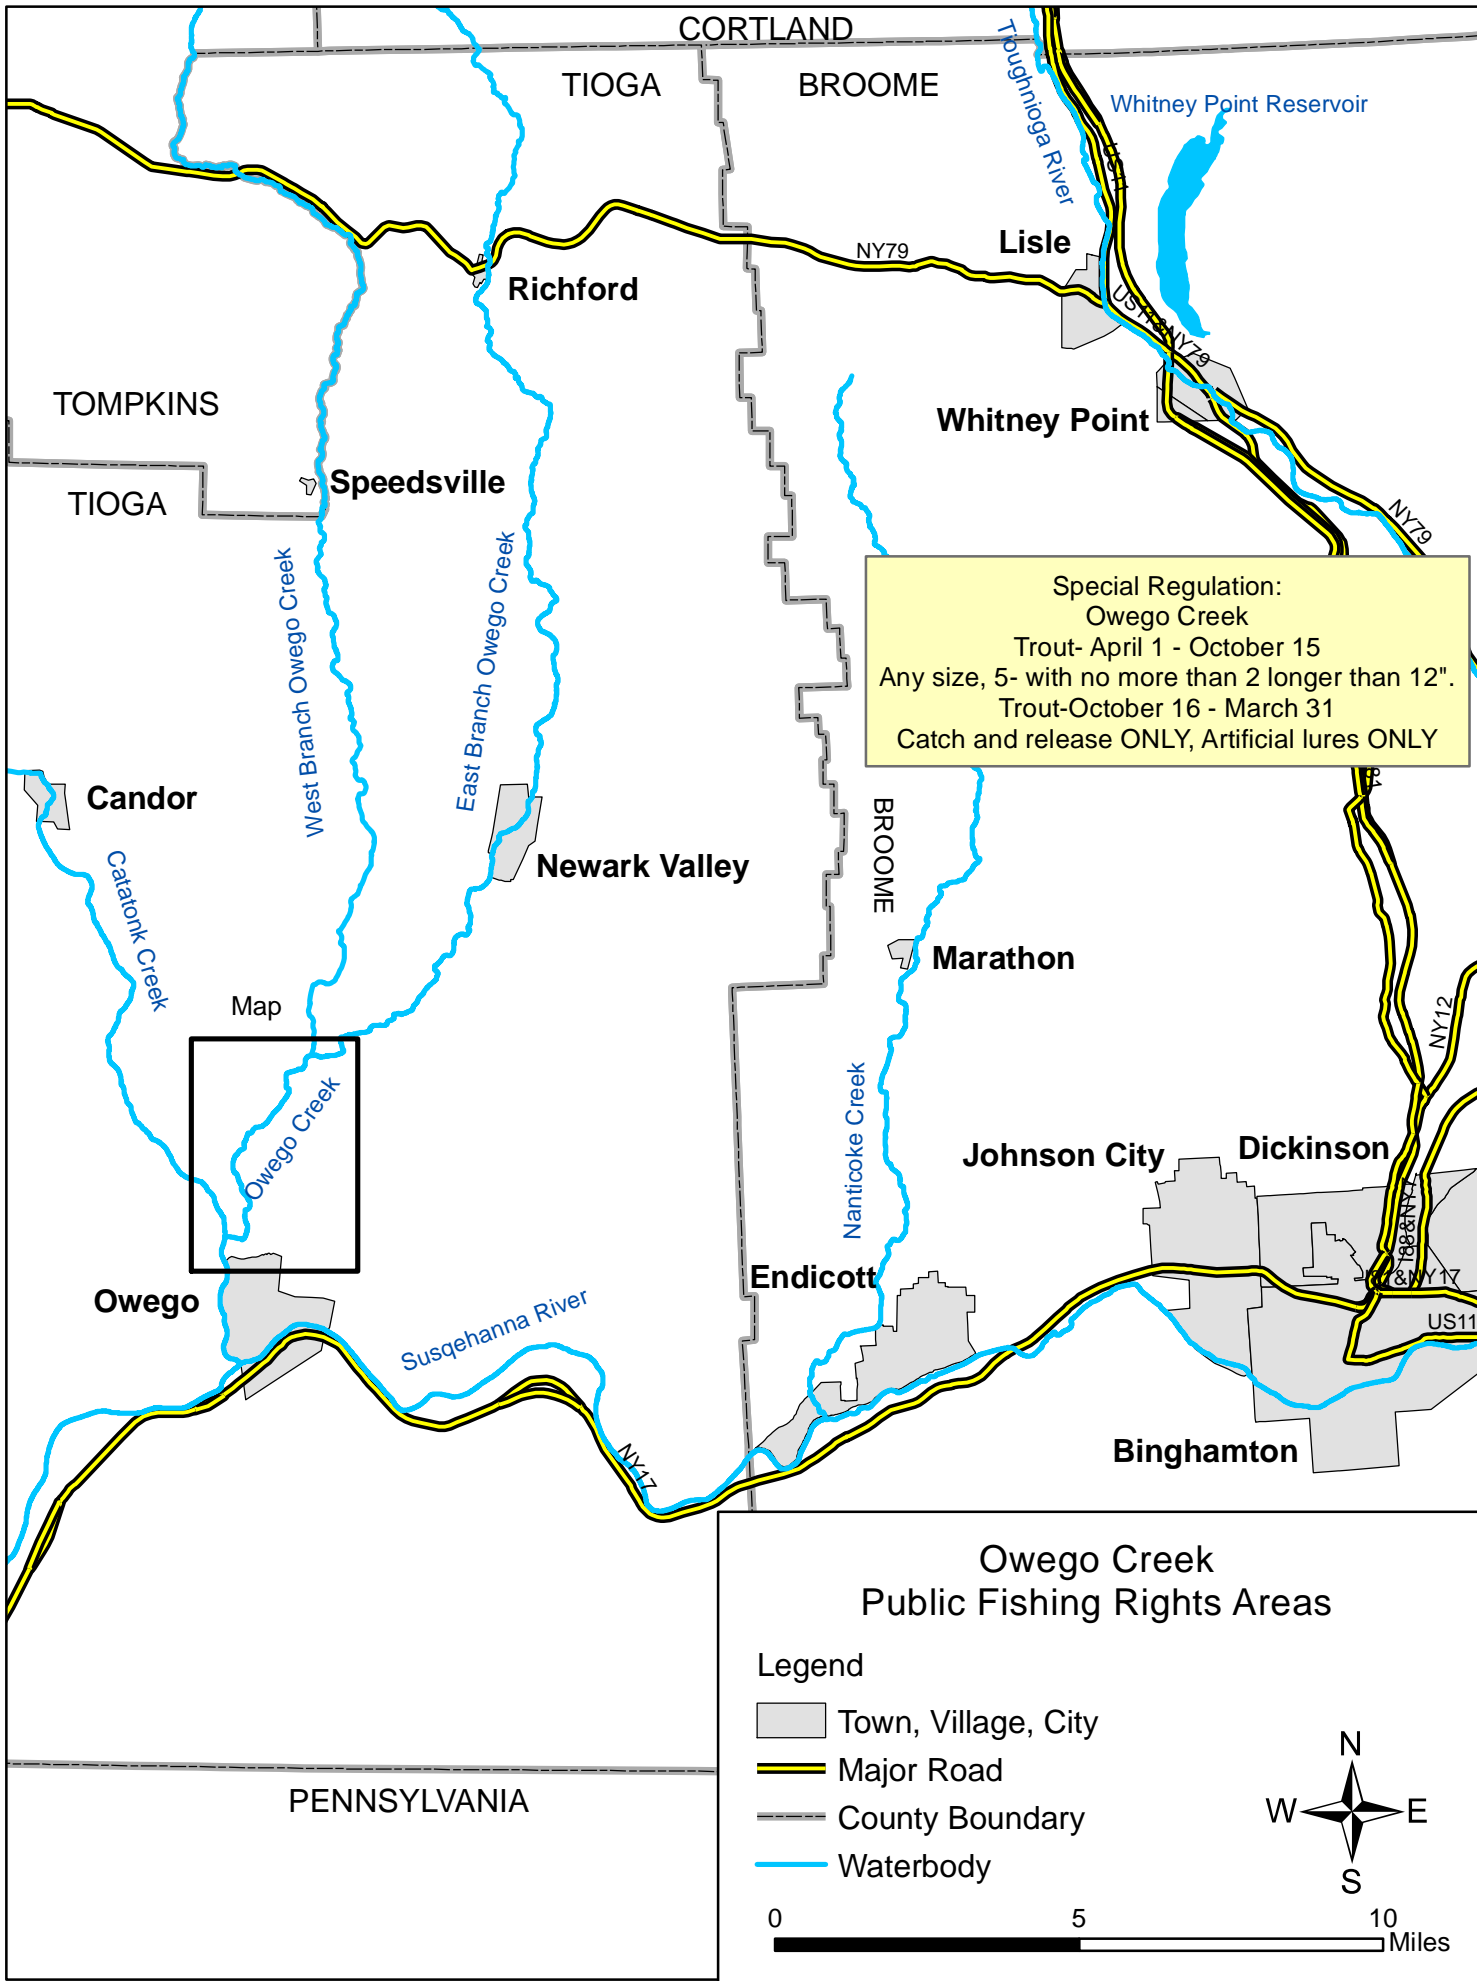 CORTLAND
TIOGA
BROOME
Tioughnioga River
Whitney Point Reservoir
US11
Lisle
NY79
Richford
US11&NY79
TOMPKINS
Whitney Point
Speedsville
TIOGA
NY79
West Branch Owego Creek
East Branch Owego Creek
Special Regulation:
Owego Creek
Trout- April 1 - October 15
Any size, 5- with no more than 2 longer than 12".
Trout-October 16 - March 31
Catch and release ONLY, Artificial lures ONLY
Candor
BROOME
Newark Valley
Catatonk Creek
Marathon
Map
NY12
Owego Creek
Nanticoke Creek
Johnson City
Dickinson
Endicott
Owego
US11
Susqehanna River
NY17
Binghamton
Owego Creek
Public Fishing Rights Areas
Legend
Town, Village, City
Major Road
County Boundary
Waterbody
PENNSYLVANIA
N
W
E
S
0
5
10
Miles